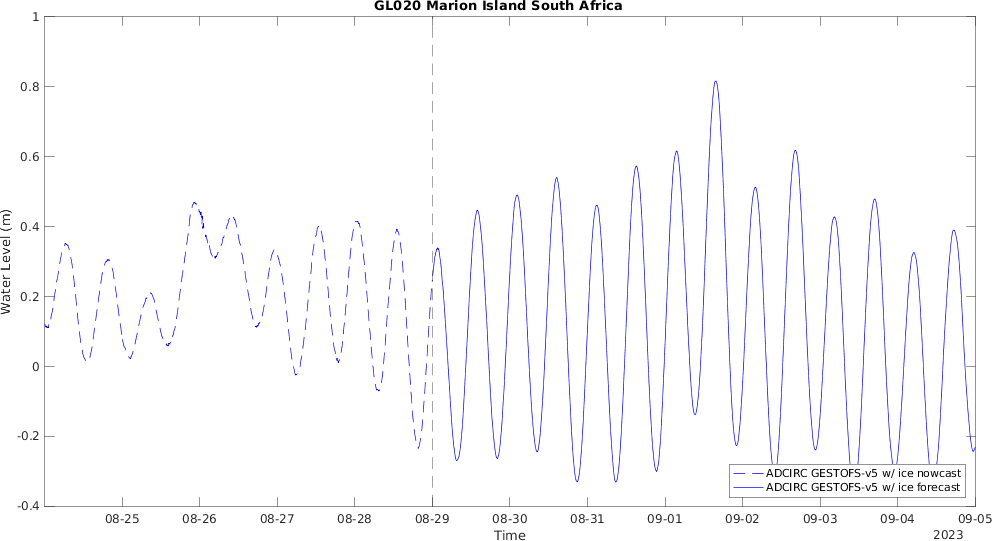 GL020 Marion Island South Africa
1
0.8
0.6
0.4
0.2
0
-0.2
-0.4
Water Level (m)
ADCIRC GESTOFS-v5 w/ ice nowcast
ADCIRC GESTOFS-v5 w/ ice forecast
08-25 08-26 08-27 08-28 08-29 08-30 08-31 09-01 09-02 09-03 09-04 09-05
Time
2023